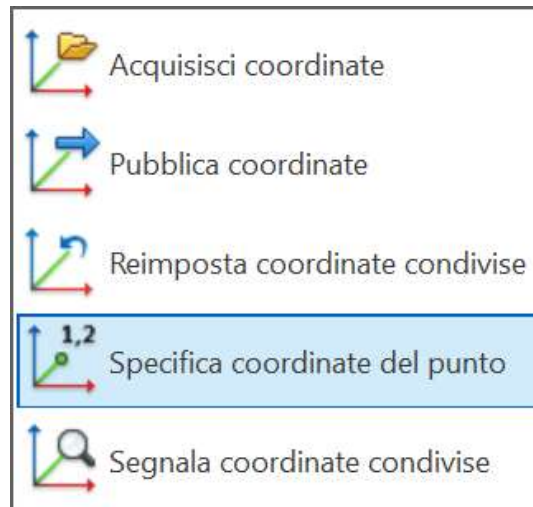 Acquisisci coordinate
Pubblica coordinate
Reimposta coordinate condivise
1,2
Specifica coordinate del punto
Segnala coordinate condivise